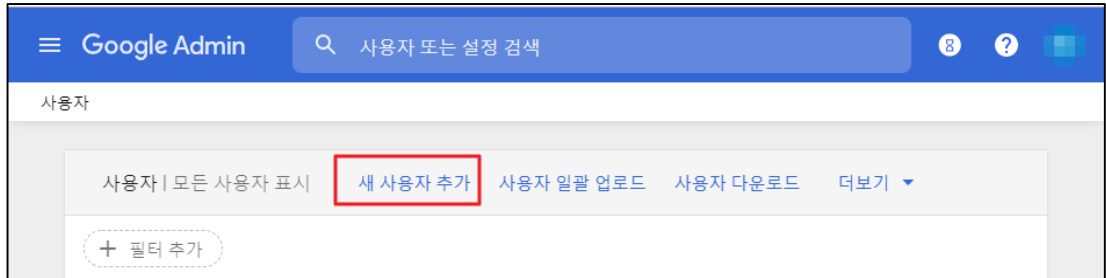 Google Admin 사용자 또는 설정 검색 8 ?
사용자
사용자 | 모든 사용자 표시 새 사용자 추가 사용자 일괄 업로드 사용자 다운로드 더보기
+ 필터 추가